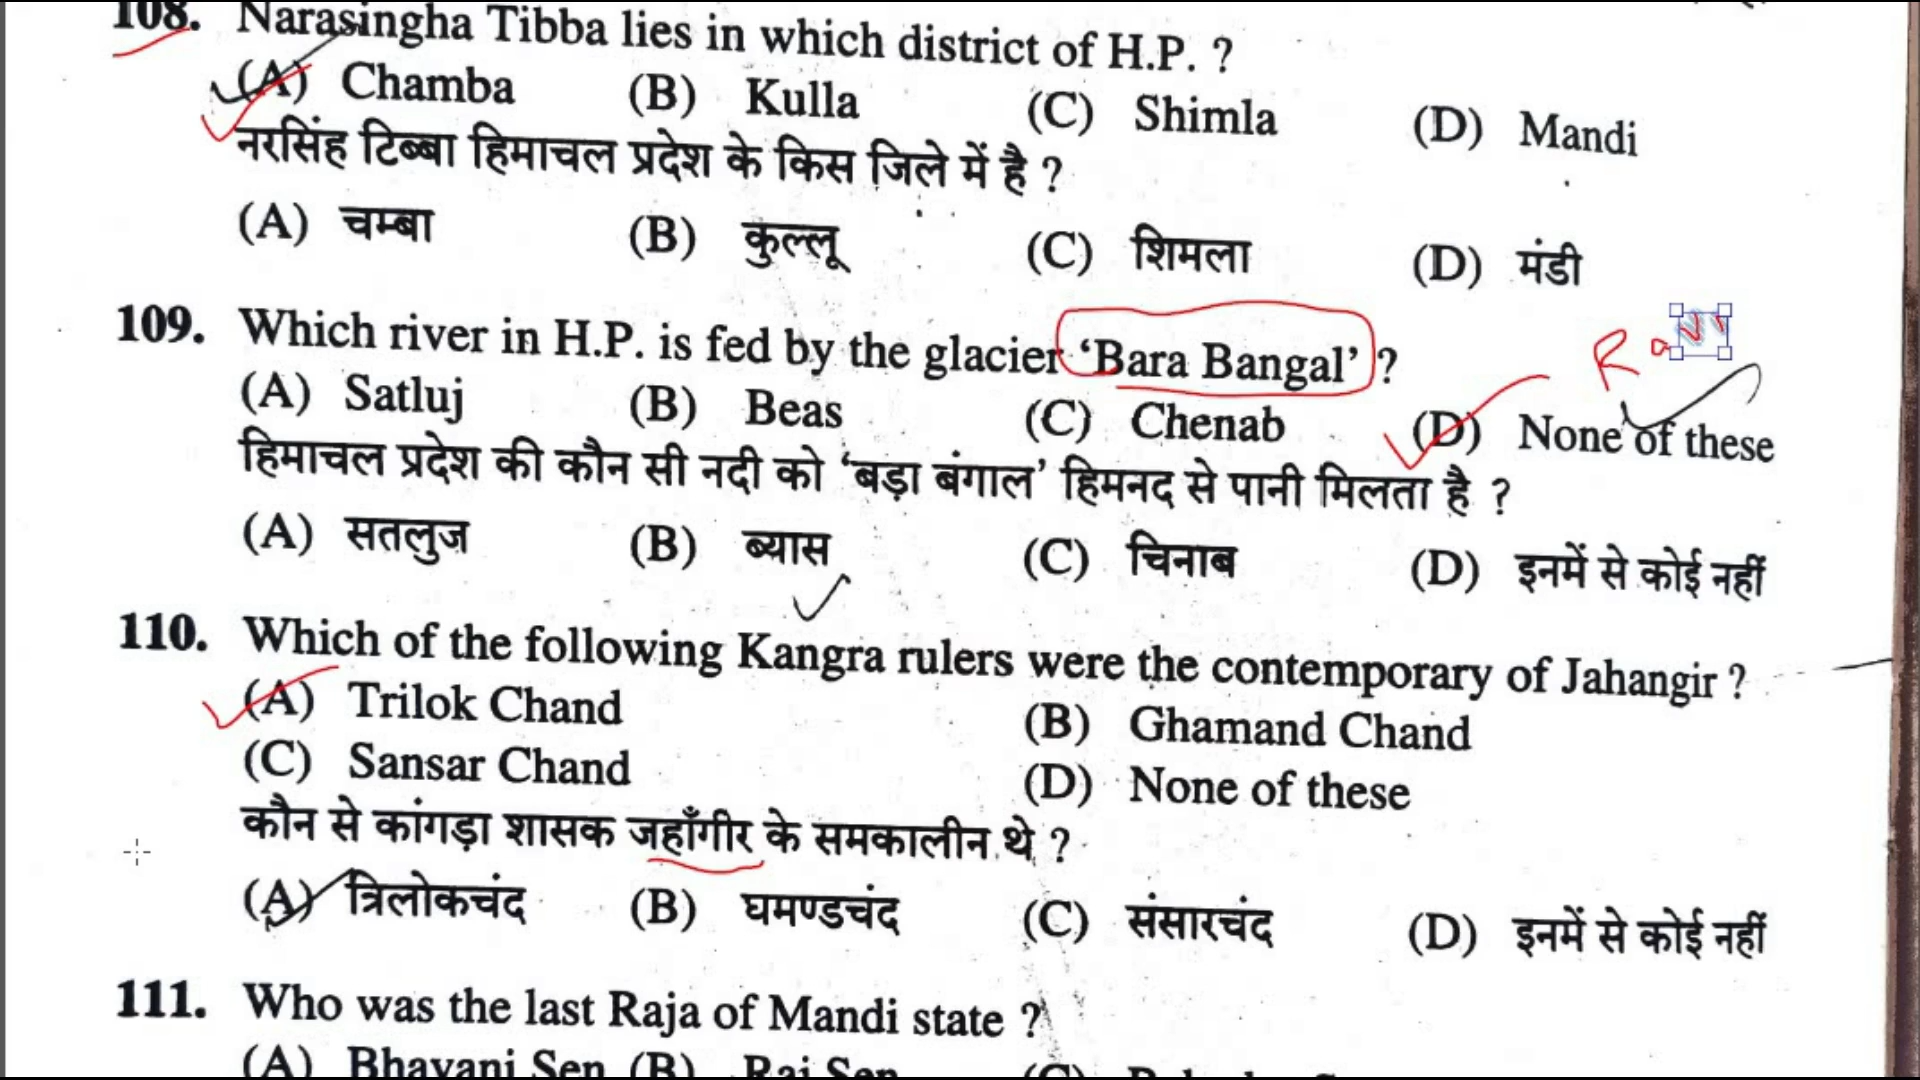 108. Narasingha Tibba lies in which district of H.P. ?
(A) Chamba (B) Kulla (C) Shimla (D) Mandi
नरसिंह टिब्बा हिमाचल प्रदेश के किस जिले में है ?
(A) चम्बा (B) कुल्लू (C) शिमला (D) मंडी
109. Which river in H.P. is fed by the glacier ‘Bara Bangal’ ?
Ravi
(A) Satluj (B) Beas (C) Chenab (D) None of these
हिमाचल प्रदेश की कौन सी नदी को ‘बड़ा बंगाल’ हिमनद से पानी मिलता है ?
(A) सतलुज (B) ब्यास (C) चिनाब (D) इनमें से कोई नहीं
110. Which of the following Kangra rulers were the contemporary of Jahangir ?
(A) Trilok Chand (B) Ghamand Chand
(C) Sansar Chand (D) None of these
कौन से कांगड़ा शासक जहाँगीर के समकालीन थे ?
(A) त्रिलोकचंद (B) घमण्डचंद (C) संसारचंद (D) इनमें से कोई नहीं
111. Who was the last Raja of Mandi state ?
(A) Bhavani Sen (B)